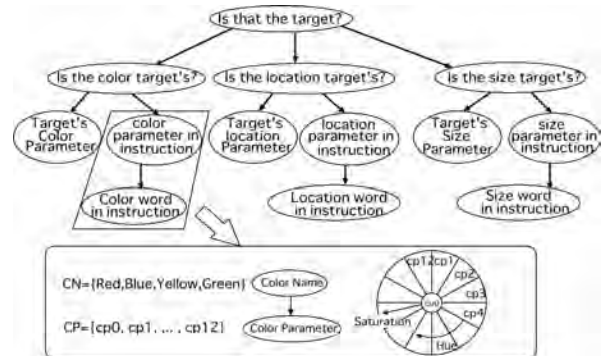 Is that the target?
Is the color target's?
Is the location target's?
Is the size target's?
Target's
Color
Parameter
color
parameter in
instruction
Target's
location
Parameter
location
parameter in
instruction
Target's
Size
Parameter
size
parameter in
instruction
Color word
in instruction
Location word
in instruction
Size word
in instruction
CN={Red,Blue,Yellow,Green}
Color Name
CP={cp0, cp1, ... , cp12}
Color Parameter
cp12
cp1
cp2
cp3
cp4
cp0
Saturation
Hue